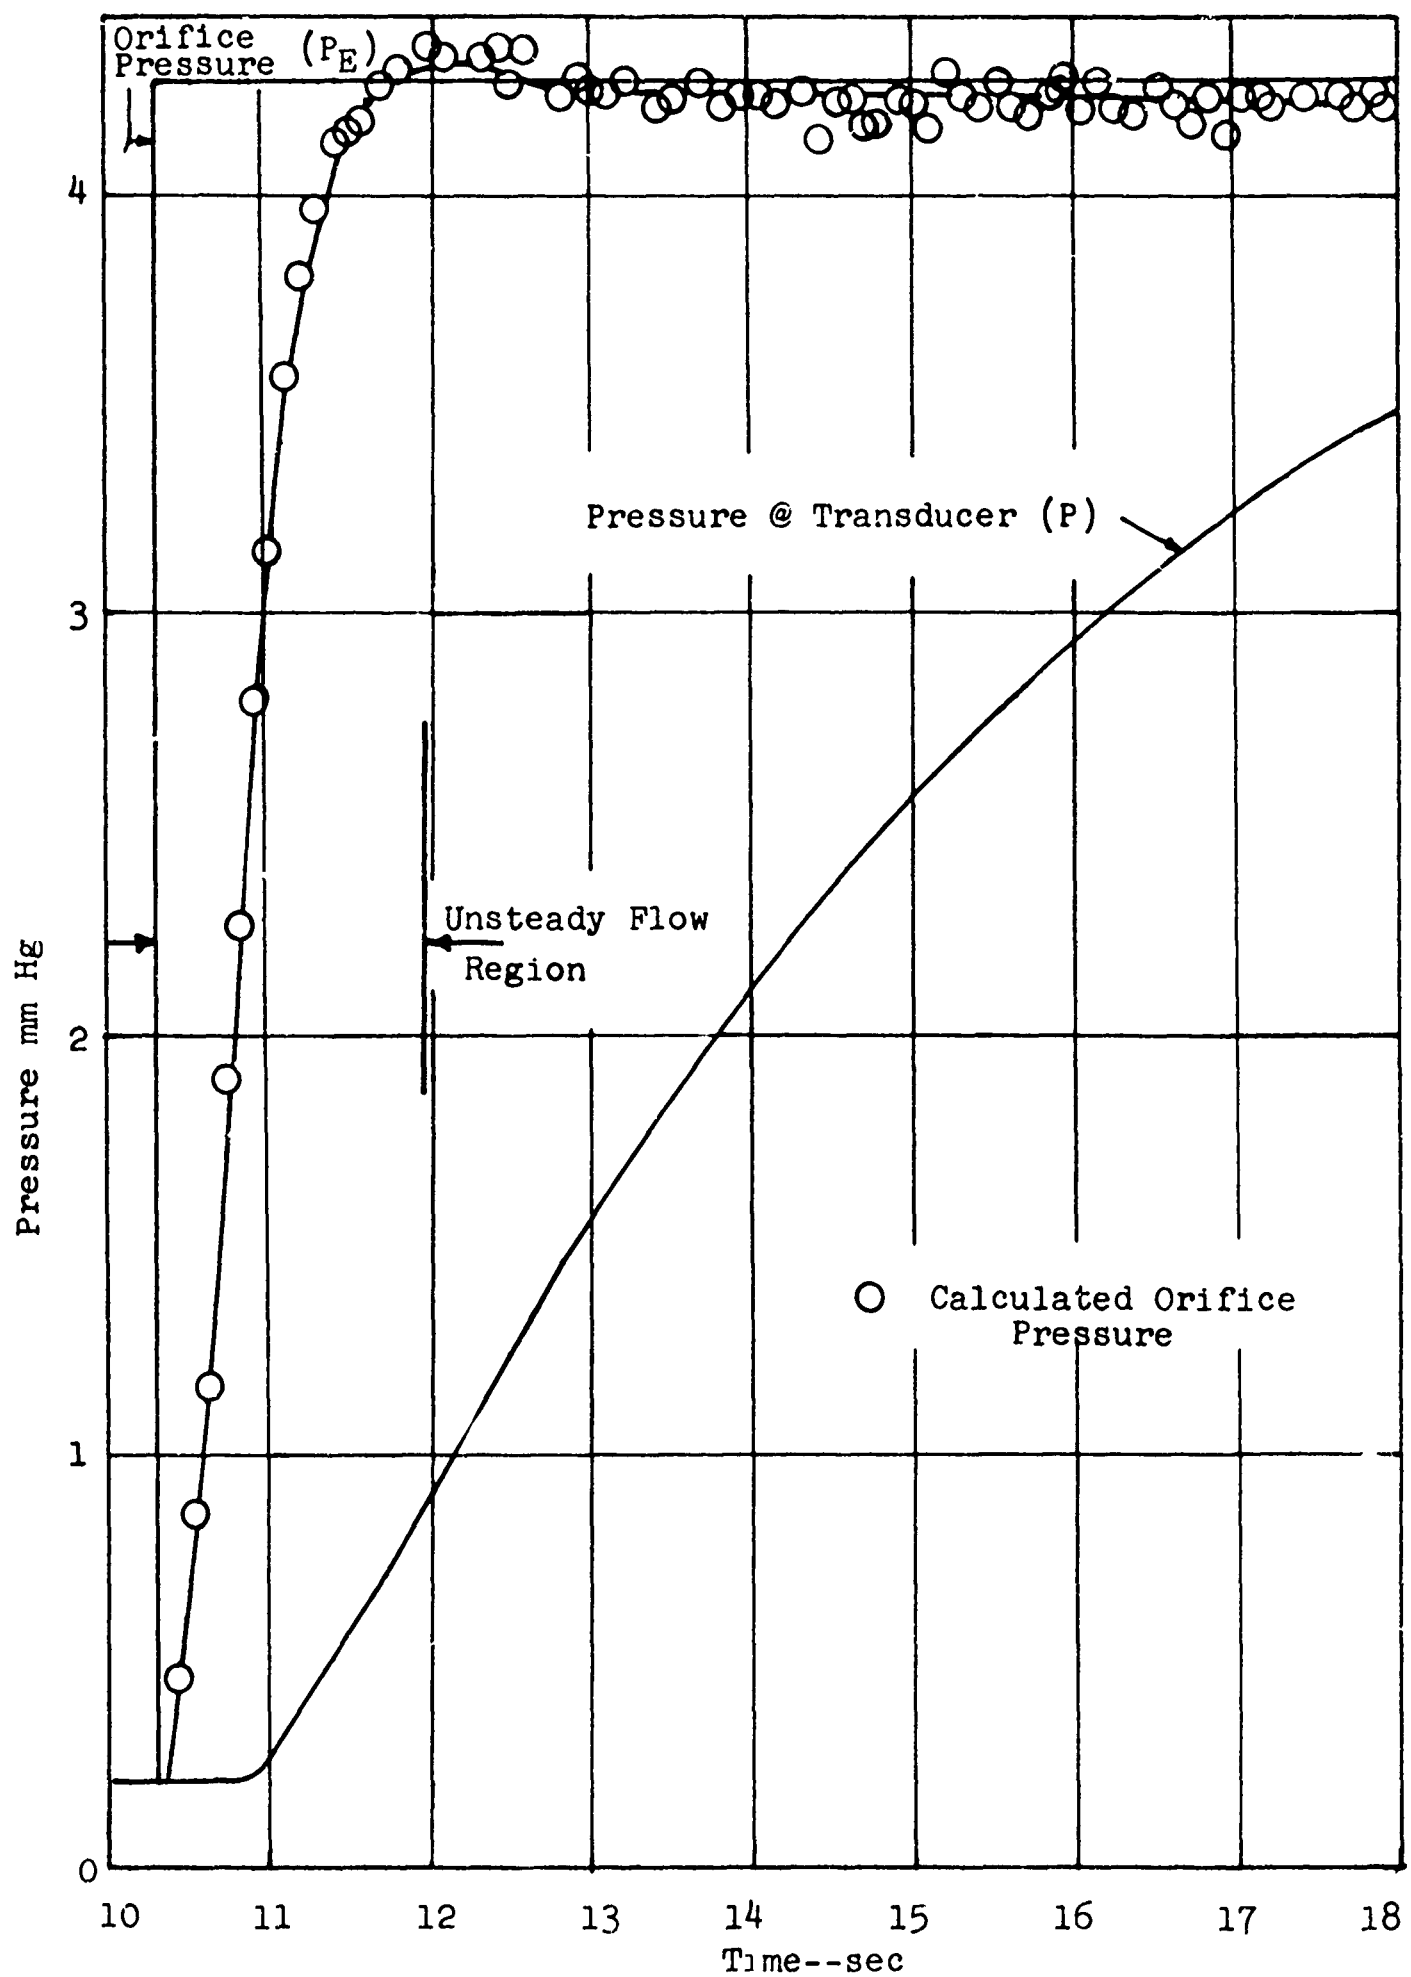 Orifice (PE)
Pressure
4
Pressure @ Transducer (P)
3
Unsteady Flow
Region
Pressure mm Hg
2
Calculated Orifice
Pressure
1
0
10 11 12 13 14 15 16 17 18
Time--sec